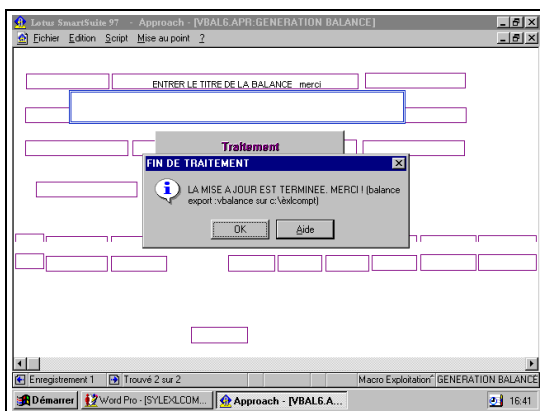 Lotus SmartSuite 97 - Approach - [VBAL6.APR:GENERATION BALANCE]
Fichier Edition Script Mise au point ?
ENTRER LE TITRE DE LA BALANCE merci
Traitement
FIN DE TRAITEMENT
LA MISE A JOUR EST TERMINEE. MERCI ! (balance
export :vbalance sur c:\èxlcompt)
OK Aide
Enregistrement 1 Trouvé 2 sur 2 Macro Exploitation^ GENERATION BALANCE
Démarrer Word Pro - [SYLEXLCOM... Approach - [VBAL6.A... 16:41